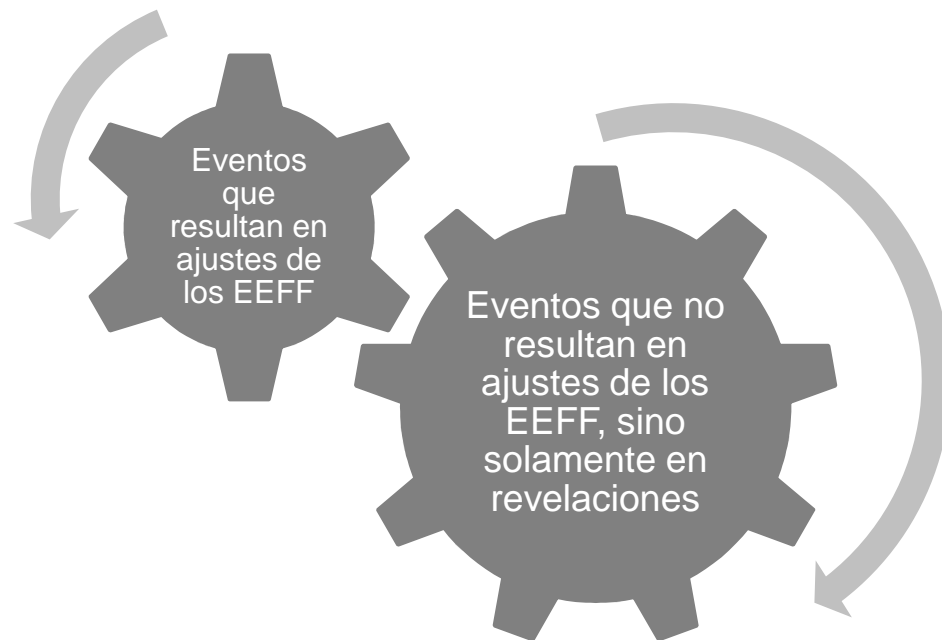 Eventos
que
resultan en
ajustes de
los EEFF
Eventos que no
resultan en
ajustes de los
EEFF, sino
solamente en
revelaciones